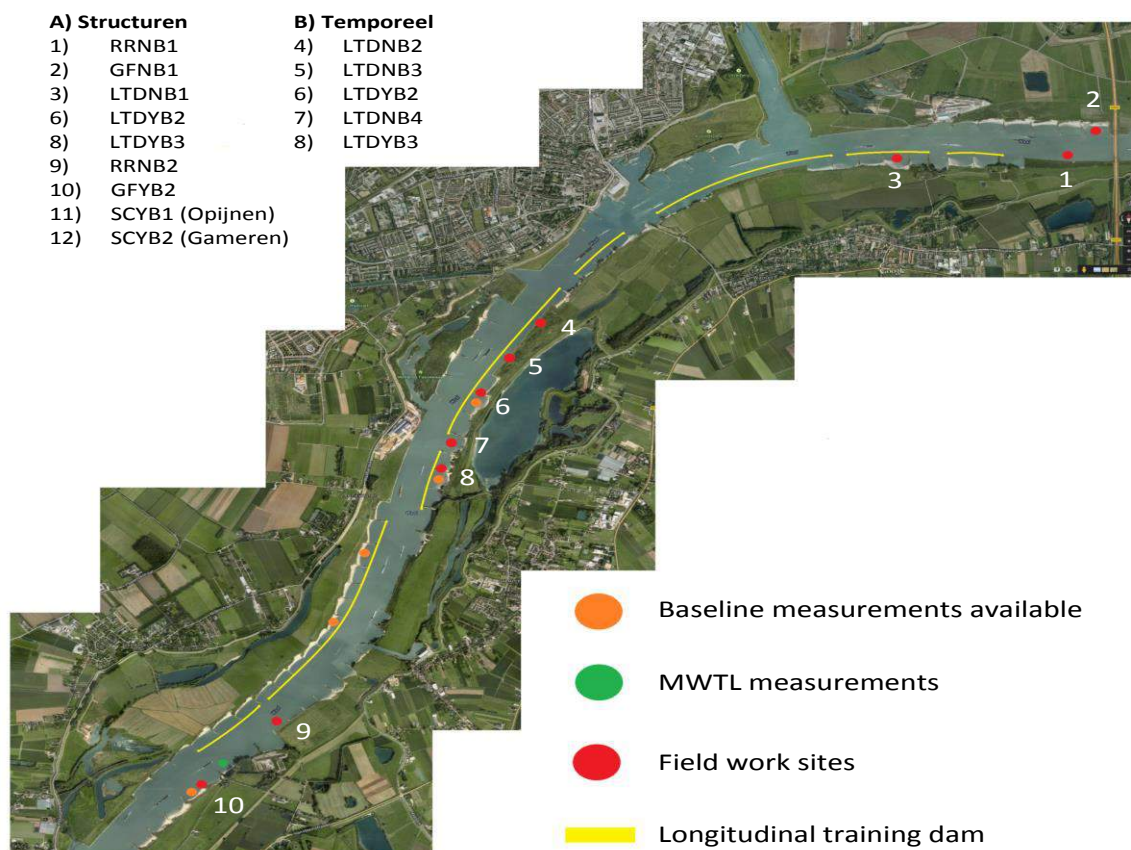 A) Structuren
1) RRNB1
2) GFNB1
3) LTDNB1
6) LTDYB2
8) LTDYB3
9) RRNB2
10) GFYB2
11) SCYB1 (Opijnen)
12) SCYB2 (Gameren)
B) Temporeel
4) LTDNB2
5) LTDNB3
6) LTDYB2
7) LTDNB4
8) LTDYB3
2
1
3
4
5
6
7
8
9
10
Baseline measurements available
MWTL measurements
Field work sites
Longitudinal training dam